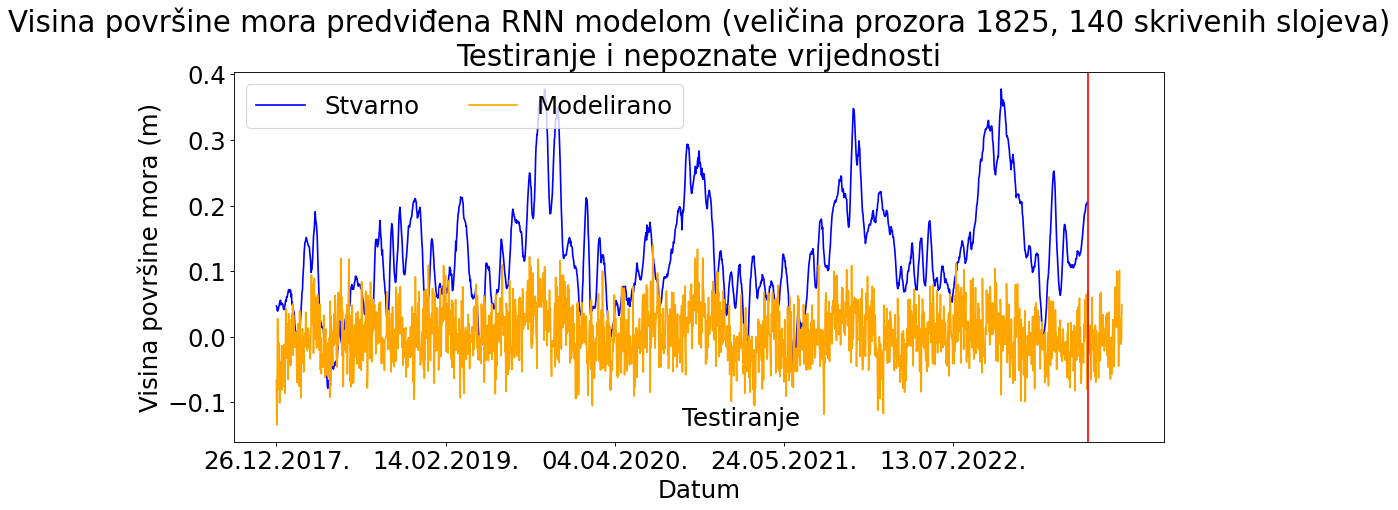 Visina površine mora predviđena RNN modelom (veličina prozora 1825, 140 skrivenih slojeva)
Testiranje i nepoznate vrijednosti
Stvarno
Modelirano
Visina površine mora (m)
0.4
0.3
0.2
0.1
0.0
−0.1
Testiranje
26.12.2017.
14.02.2019.
04.04.2020.
24.05.2021.
13.07.2022.
Datum